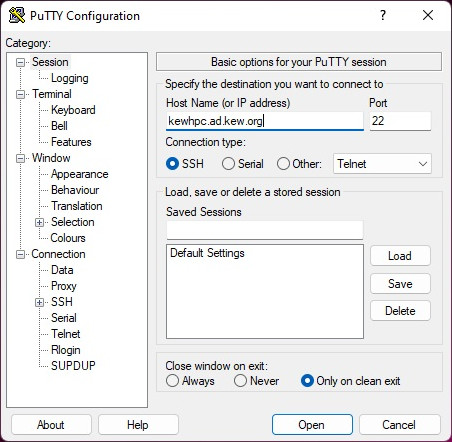 PuTTY Configuration
?
Category:
Session
Logging
Terminal
Keyboard
Bell
Features
Window
Appearance
Behaviour
Translation
Selection
Colours
Connection
Data
Proxy
SSH
Serial
Telnet
Rlogin
SUPDUP
Basic options for your PuTTY session
Specify the destination you want to connect to
Host Name (or IP address) Port
kewhpc.ad.kew.org 22
Connection type:
SSH Serial Other: Telnet
Load, save or delete a stored session
Saved Sessions
Default Settings
Load
Save
Delete
Close window on exit:
Always Never Only on clean exit
About Help Open Cancel